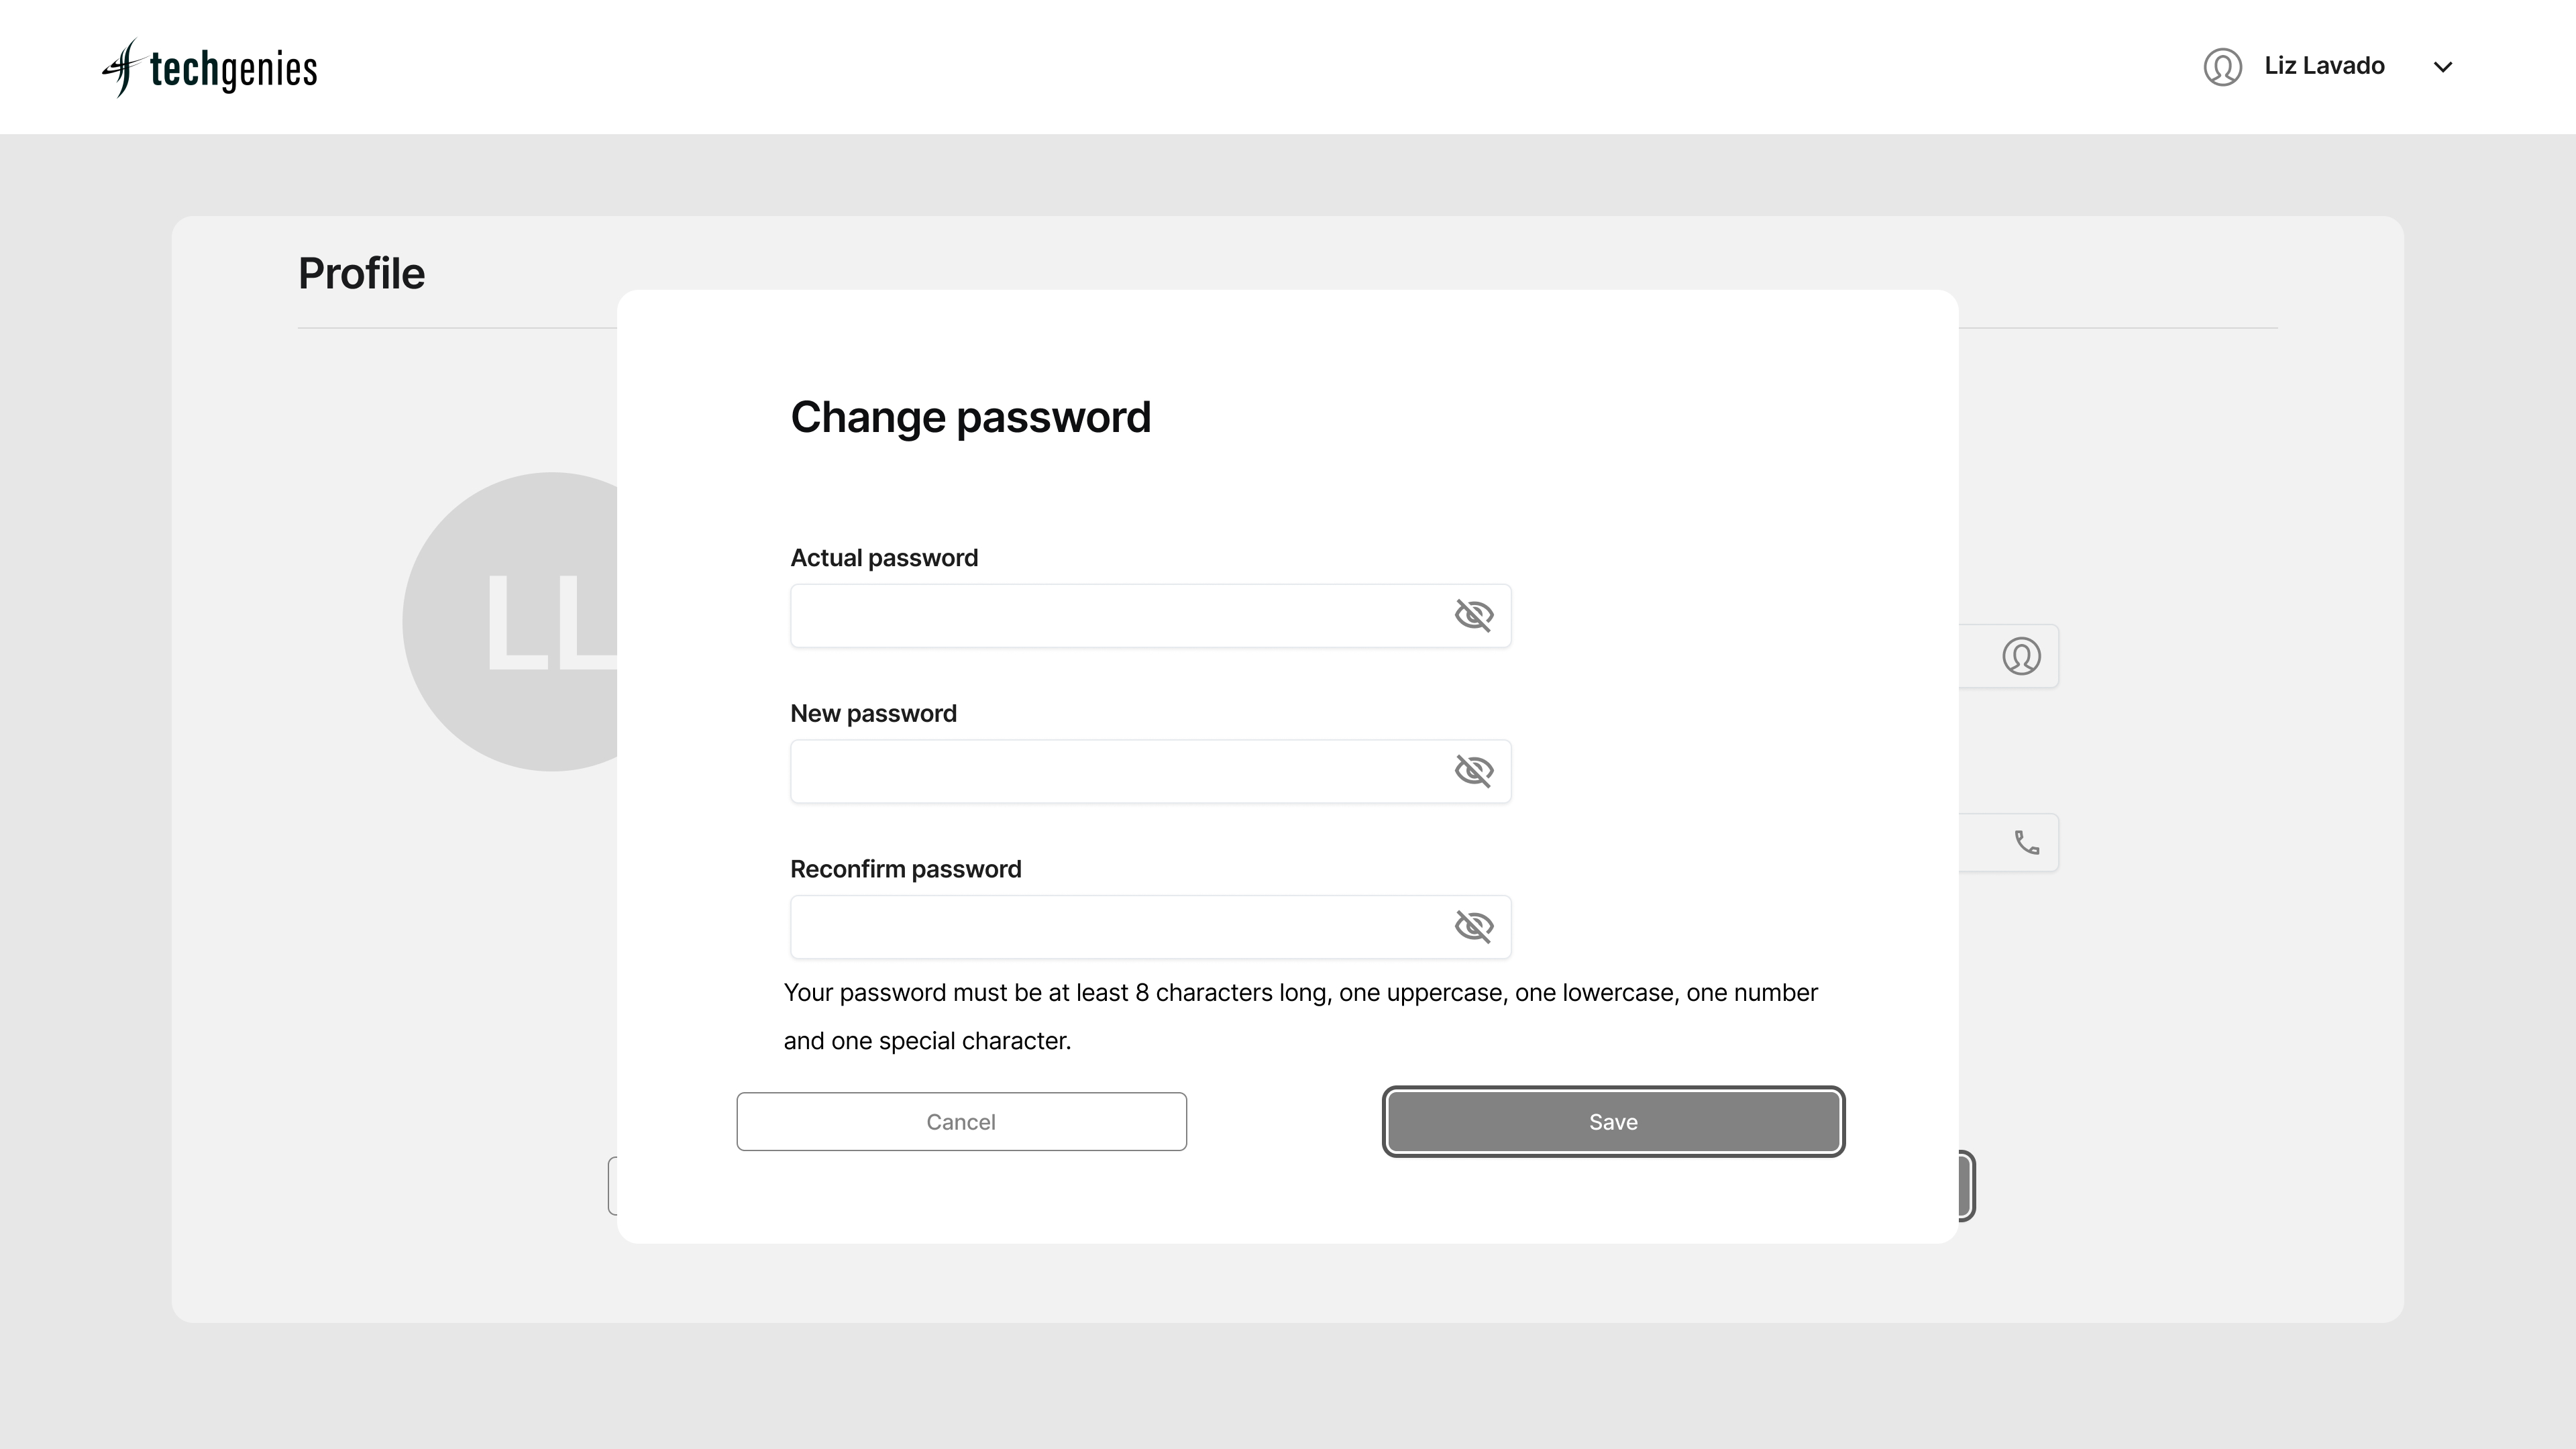 techgenies
Liz Lavado
Profile
LL
Change password
Actual password
New password
Reconfirm password
Your password must be at least 8 characters long, one uppercase, one lowercase, one number
and one special character.
Cancel
Save